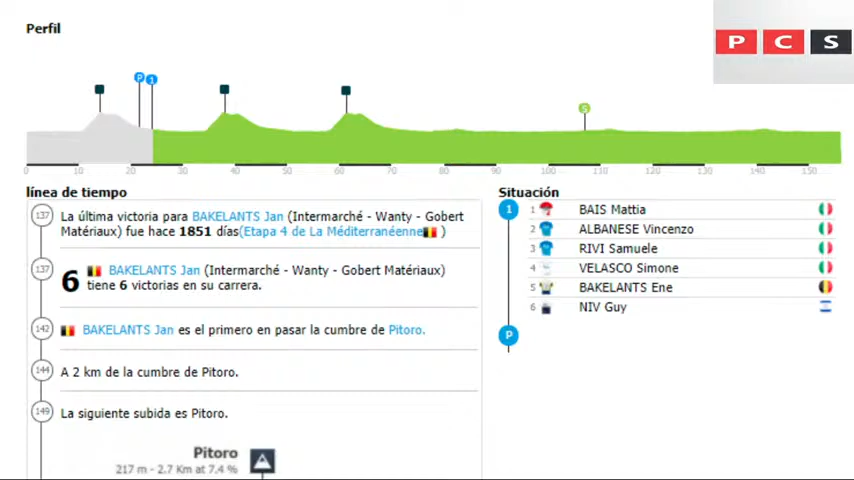 Perfil
P C S
P 1
S
0 10 20 30 40 50 60 70 80 90 100 110 120 130 140 150
línea de tiempo
137 La última victoria para BAKELANTS Jan (Intermarché - Wanty - Gobert
Matériaux) fue hace 1851 días(Etapa 4 de La Méditerranéenne )
137 6 BAKELANTS Jan (Intermarché - Wanty - Gobert Matériaux)
tiene 6 victorias en su carrera.
142 BAKELANTS Jan es el primero en pasar la cumbre de Pitoro.
144 A 2 km de la cumbre de Pitoro.
149 La siguiente subida es Pitoro.
Pitoro
217 m - 2.7 Km at 7.4 %
Situación
1 1 BAIS Mattia
2 ALBANESE Vincenzo
3 RIVI Samuele
4 VELASCO Simone
5 BAKELANTS Ene
6 NIV Guy
P